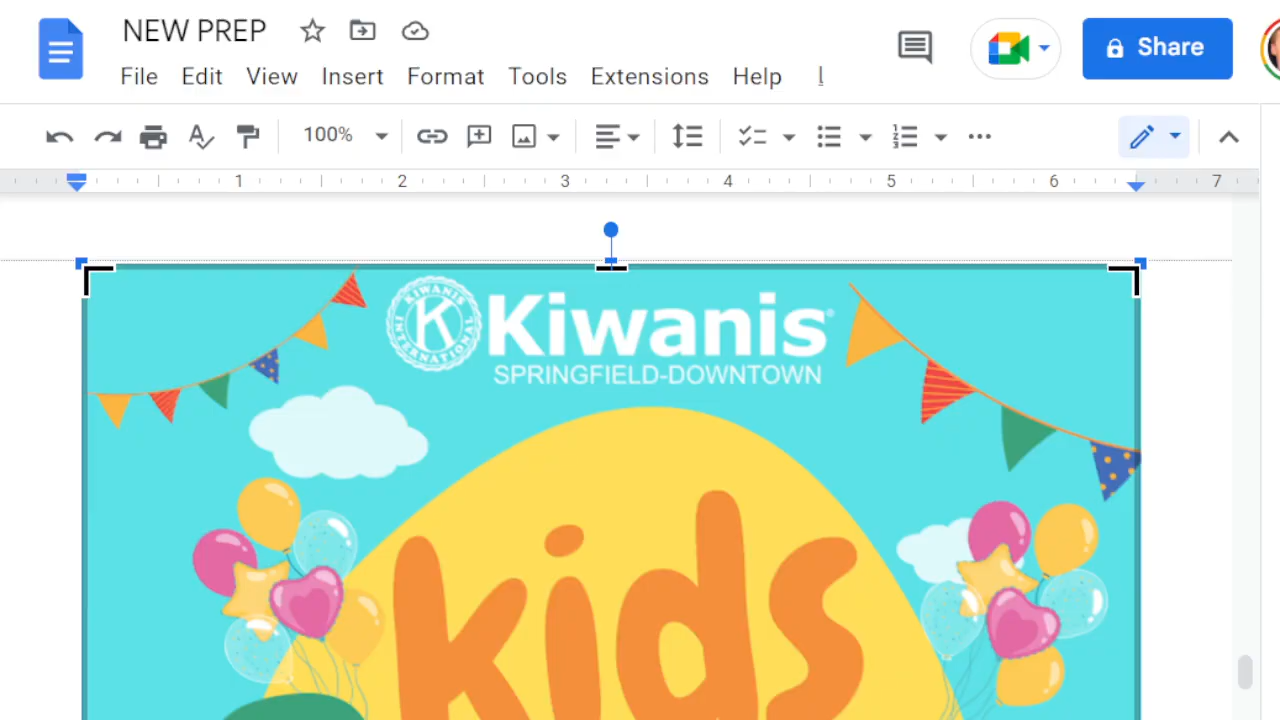 NEW PREP
Share
File Edit View Insert Format Tools Extensions Help
100%
1 2 3 4 5 6 7
KIWANIS INTERNATIONAL
K
Kiwanis®
SPRINGFIELD-DOWNTOWN
kids